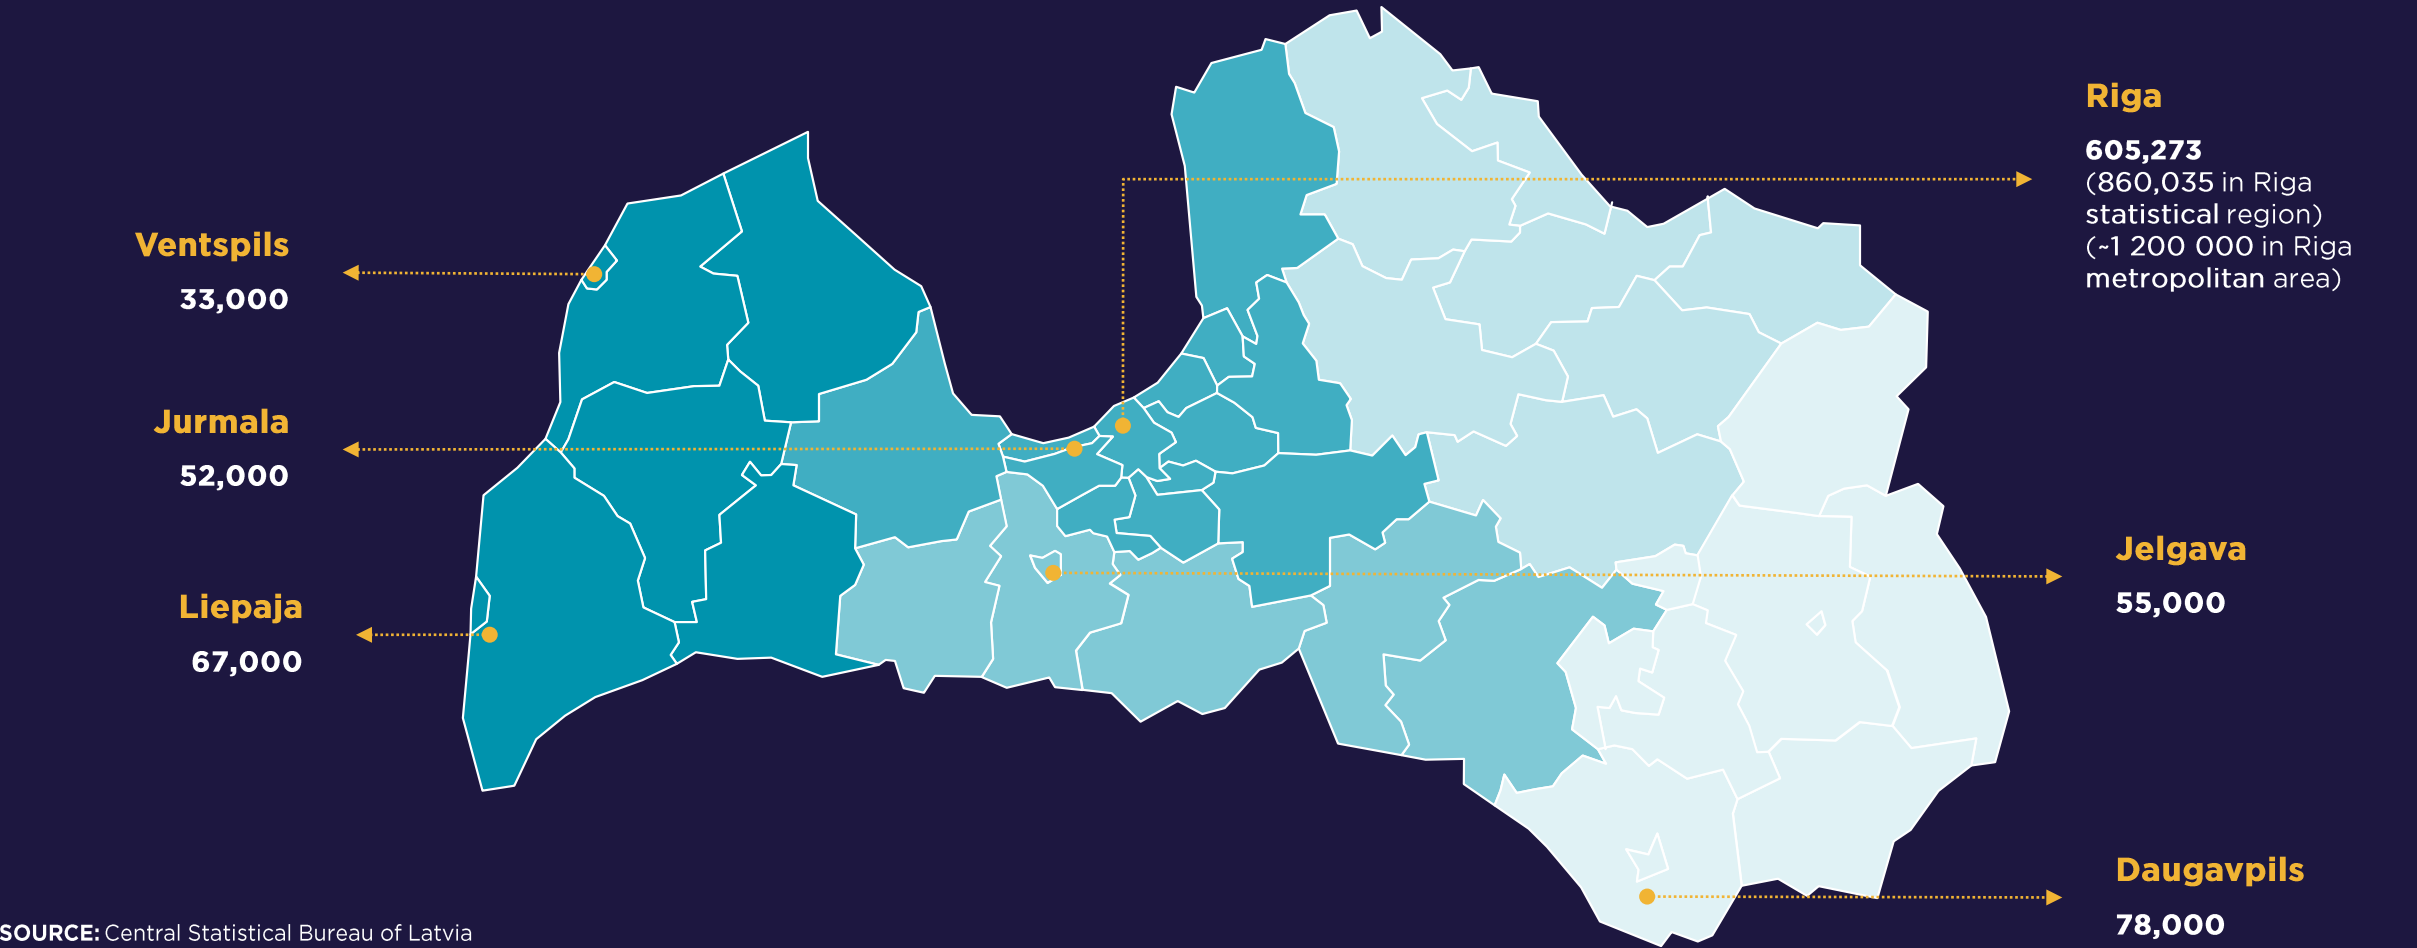 Ventspils
33,000
Jurmala
52,000
Liepaja
67,000
Riga
605,273
(860,035 in Riga
statistical region)
(~1 200 000 in Riga
metropolitan area)
Jelgava
55,000
Daugavpils
78,000
SOURCE: Central Statistical Bureau of Latvia